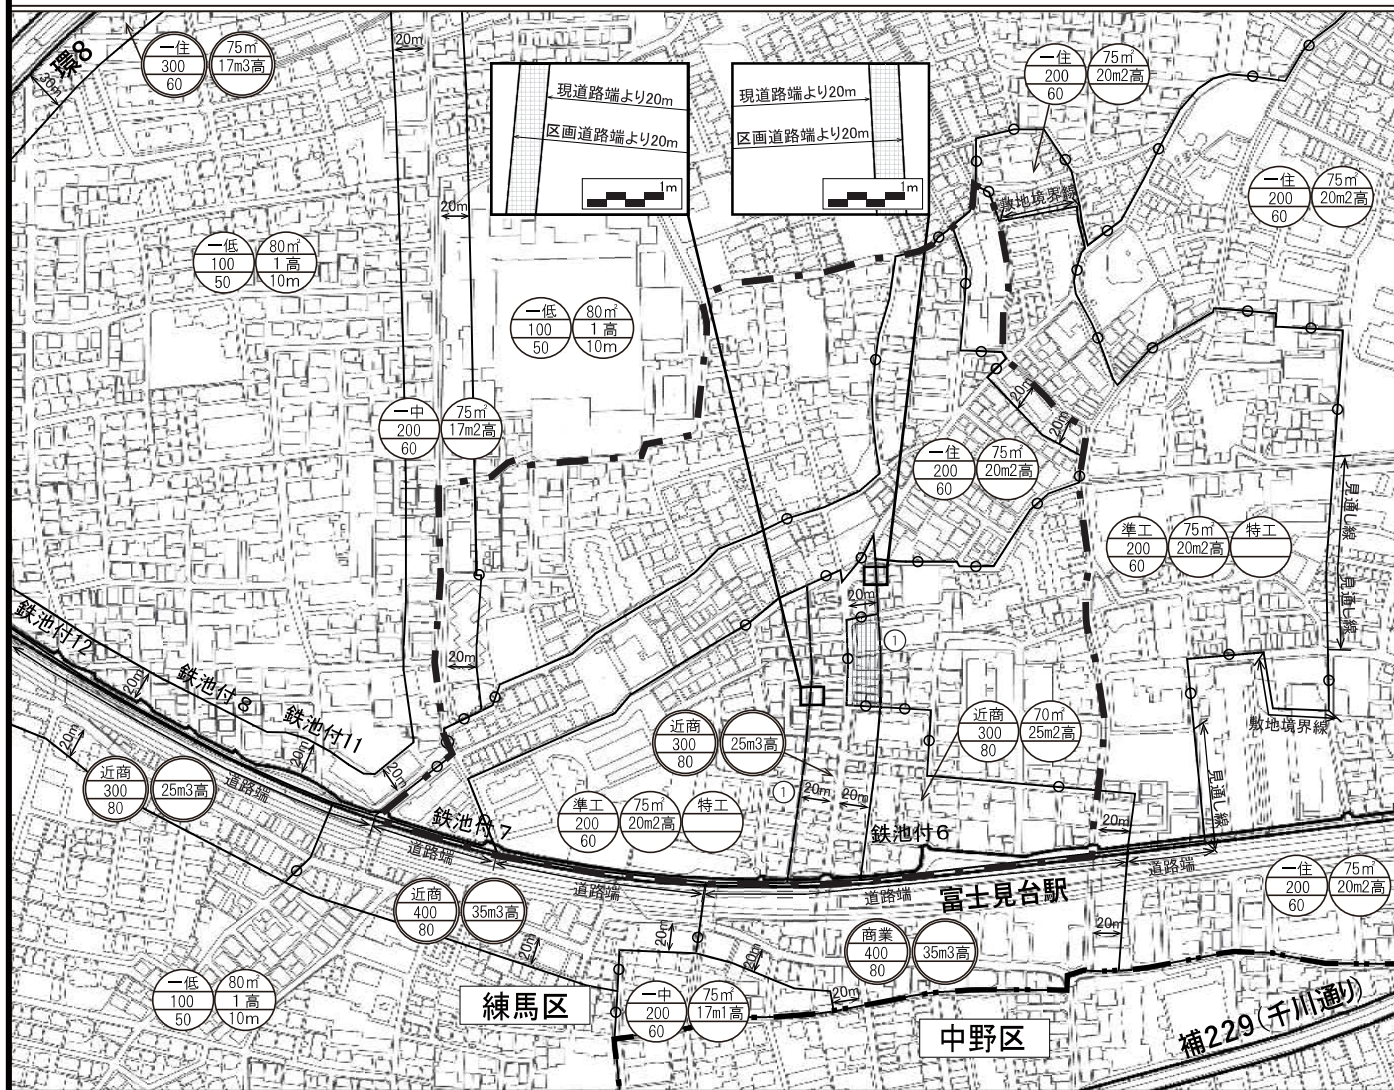 環8
30m
一住
300
60
75㎡
17m3高
20m
現道路端より20m
区画道路端より20m
1m
現道路端より20m
区画道路端より20m
1m
一住
200
60
75㎡
20m2高
一住
200
60
75㎡
20m2高
敷地境界線
20m
一低
100
50
80㎡
1高
10m
一低
100
50
80㎡
1高
10m
一中
200
60
75㎡
17m2高
20m
20m
一住
200
60
75㎡
20m2高
準工
200
60
75㎡
20m2高
特工
見通し線
見通し線
鉄池付12
鉄池付8
鉄池付11
20m
20m
20m
20m
20m
20m
①
近商
300
80
25m3高
近商
300
80
70㎡
25m2高
敷地境界線
見通し線
近商
300
80
25m3高
道路端
鉄池付7
道路端
準工
200
60
75㎡
20m2高
特工
①
20m
20m
鉄池付6
20m
道路端
道路端
富士見台駅
道路端
一住
200
60
75㎡
20m2高
近商
400
80
35m3高
20m
20m
20m
商業
400
80
35m3高
20m
20m
一低
100
50
80㎡
1高
10m
練馬区
一中
200
60
75㎡
17m1高
中野区
補229(千川通り)